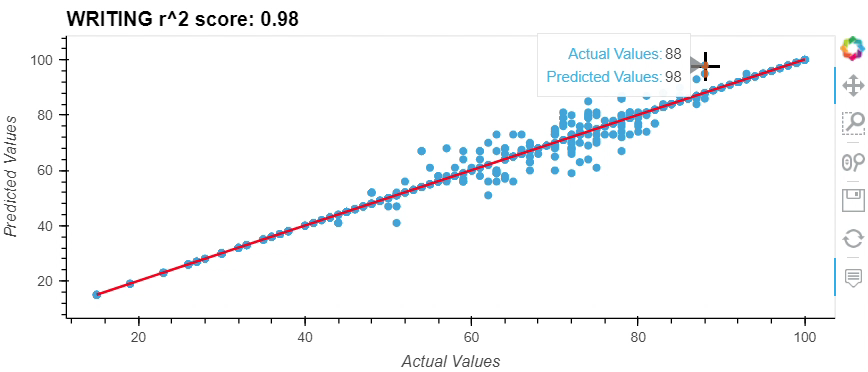 WRITING r^2 score: 0.98
Actual Values: 88
Predicted Values: 98
Predicted Values
100
80
60
40
20
20 40 60 80 100
Actual Values